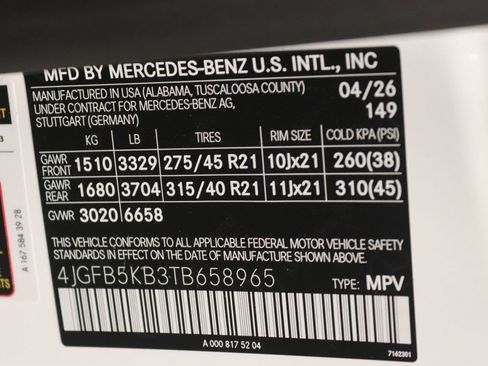 MFD BY MERCEDES-BENZ U.S. INTL., INC
MANUFACTURED IN USA (ALABAMA, TUSCALOOSA COUNTY) 04/26
UNDER CONTRACT FOR MERCEDES-BENZ AG, 149
STUTTGART (GERMANY)
KG LB TIRES RIM SIZE COLD KPA (PSI)
GAWR FRONT 1510 3329 275/45 R21 10Jx21 260(38)
GAWR REAR 1680 3704 315/40 R21 11Jx21 310(45)
GWR 3020 6658
THIS VEHICLE CONFORMS TO ALL APPLICABLE FEDERAL MOTOR VEHICLE SAFETY
STANDARDS IN EFFECT ON THE DATE OF MANUFACTURE SHOWN ABOVE.
4JGFB5KB3TB658965 TYPE: MPV
A 000 817 52 04
7162301
A 167 584 39 28